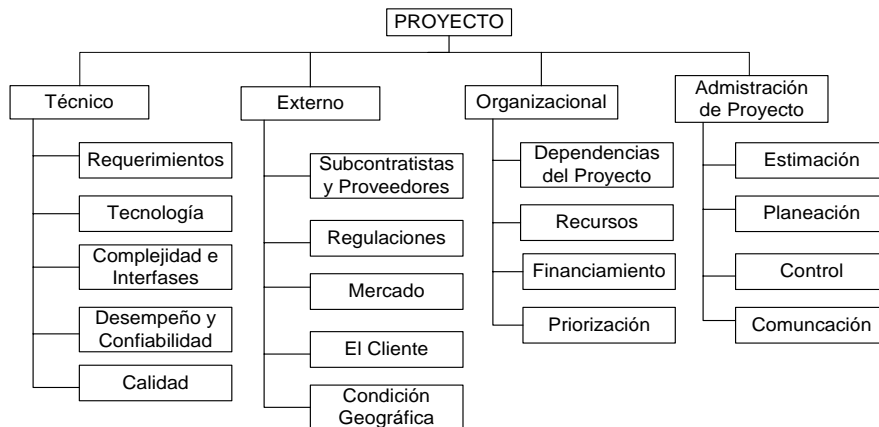 PROYECTO
Técnico
Requerimientos
Tecnología
Complejidad e
Interfases
Desempeño y
Confiabilidad
Calidad
Externo
Subcontratistas
y Proveedores
Regulaciones
Mercado
El Cliente
Condición
Geográfica
Organizacional
Dependencias
del Proyecto
Recursos
Financiamiento
Priorización
Admistración
de Proyecto
Estimación
Planeación
Control
Comuncación